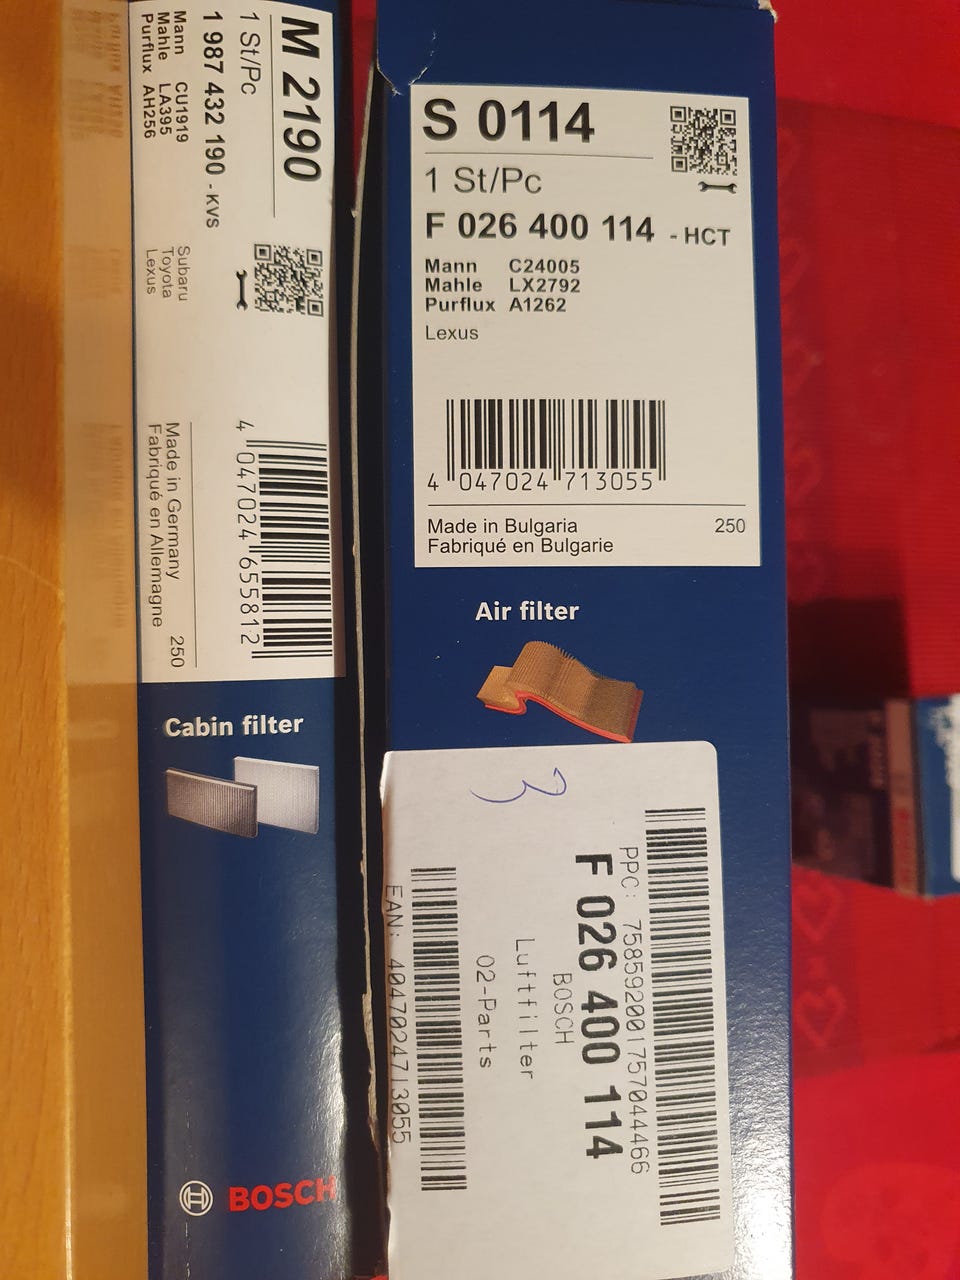 M 2190
1 St/Pc
1 987 432 190 - KVS
Mann CU1919
Mahle LA395
Purflux AH256
Subaru
Toyota
Lexus
4 047024 655812
Made in Germany
Fabriqué en Allemagne
250
Cabin filter
BOSCH
S 0114
1 St/Pc
F 026 400 114 - HCT
Mann C24005
Mahle LX2792
Purflux A1262
Lexus
4 047024 713055
Made in Bulgaria
Fabriqué en Bulgarie
250
Air filter
3
PPC: 758592001757044466
F 026 400 114
BOSCH
Luftfilter
02-Parts
EAN: 4047024713055